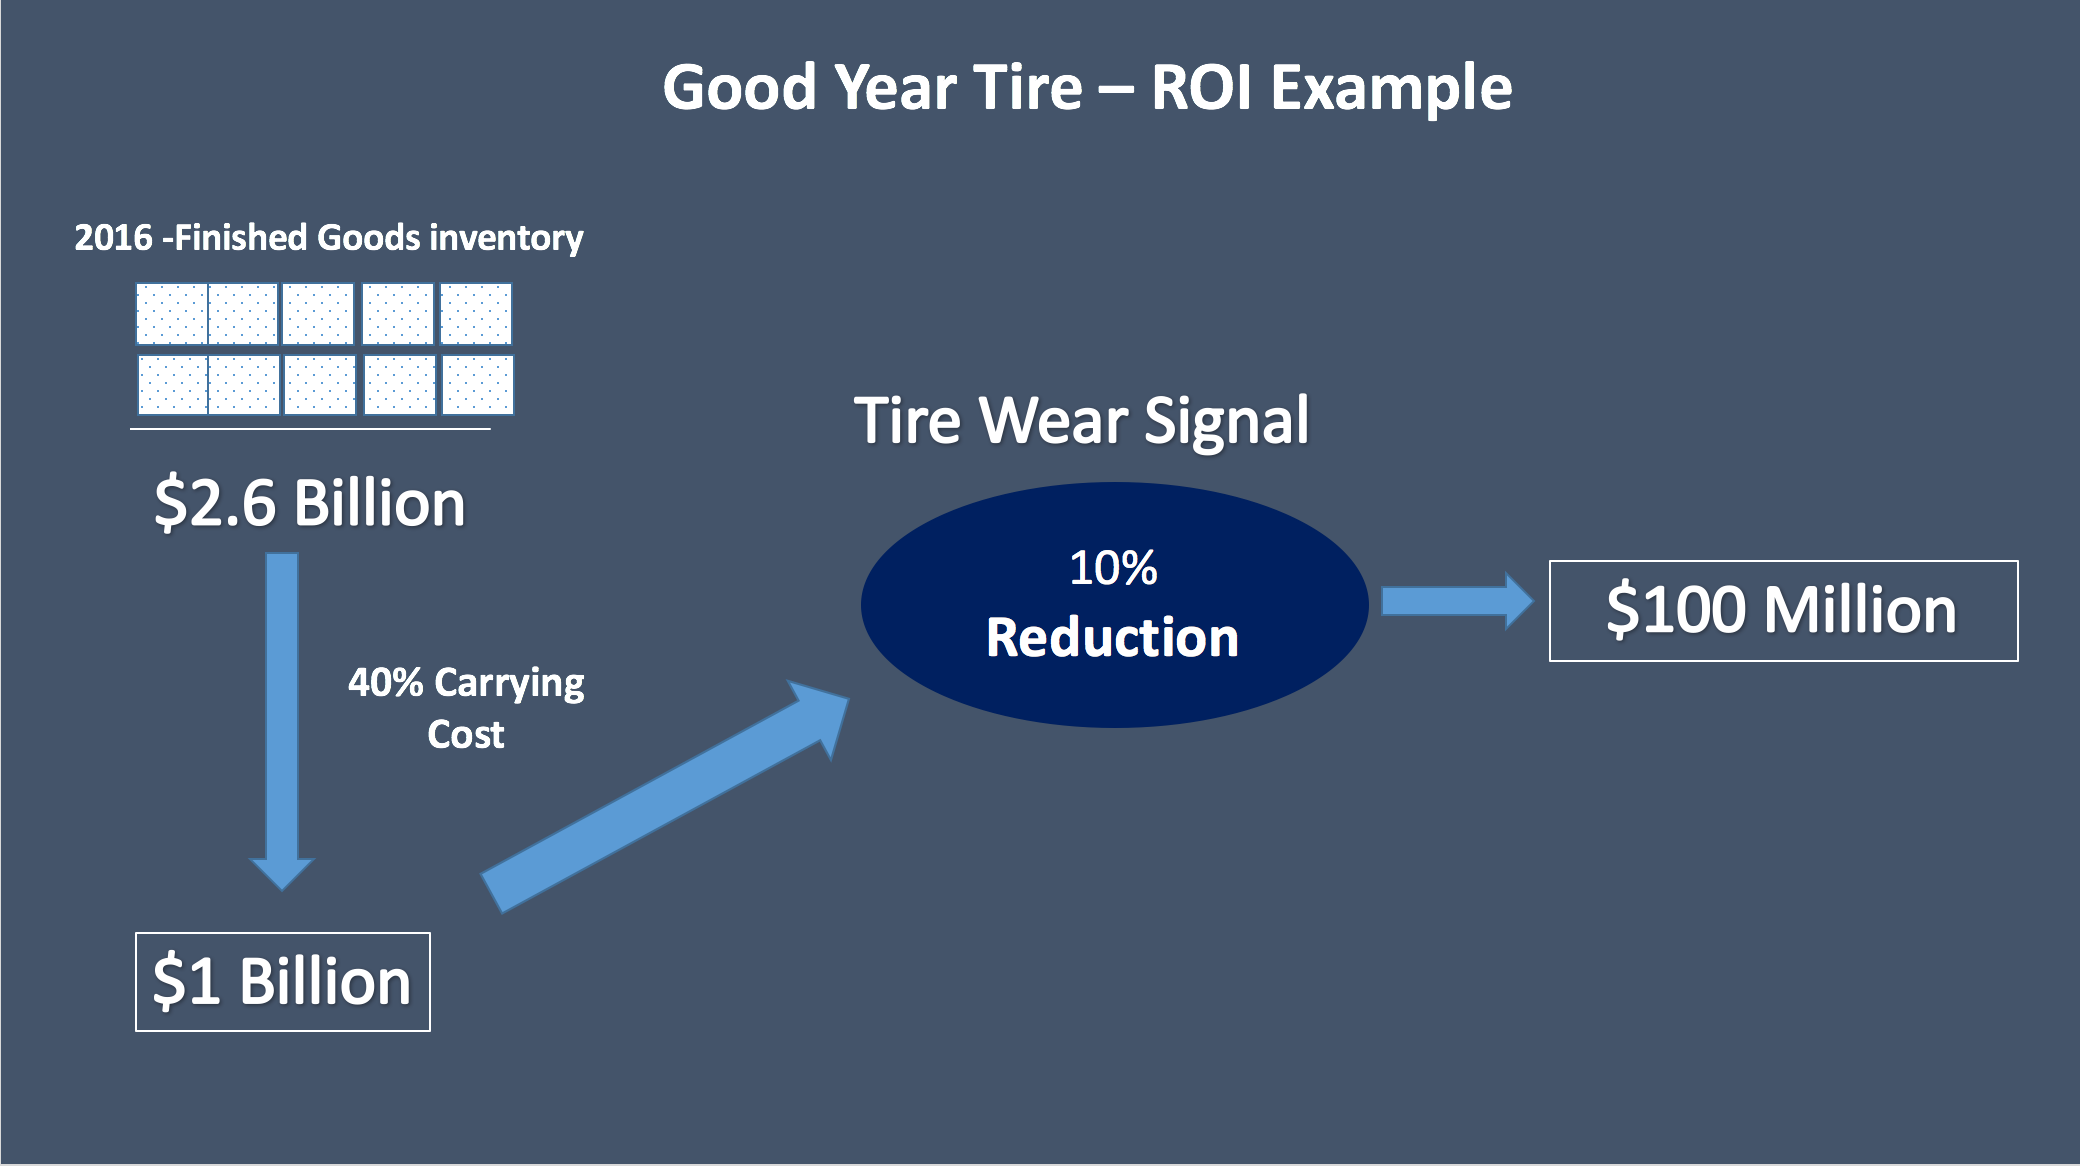 Good Year Tire – ROI Example
2016 -Finished Goods inventory
$2.6 Billion
40% Carrying
Cost
$1 Billion
Tire Wear Signal
10%
Reduction
$100 Million